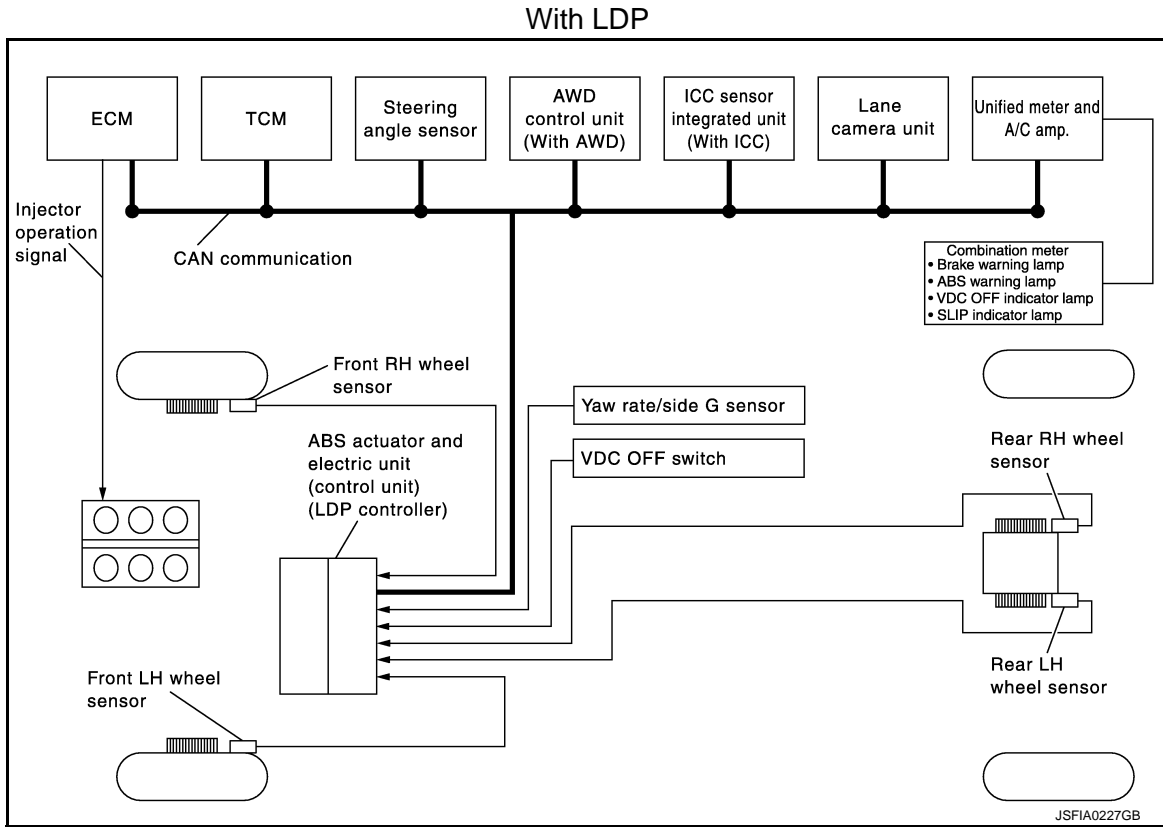 With LDP
ECM
TCM
Steering
angle sensor
AWD
control unit
(With AWD)
ICC sensor
integrated unit
(With ICC)
Lane
camera unit
Unified meter and
A/C amp.
Injector
operation
signal
CAN communication
Combination meter
• Brake warning lamp
• ABS warning lamp
• VDC OFF indicator lamp
• SLIP indicator lamp
Front RH wheel
sensor
Yaw rate/side G sensor
VDC OFF switch
ABS actuator and
electric unit
(control unit)
(LDP controller)
Rear RH wheel
sensor
Front LH wheel
sensor
Rear LH
wheel sensor
JSFIA0227GB